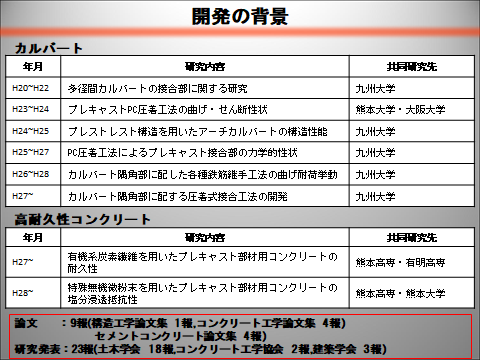 開発の背景
カルバート
年月 研究内容 共同研究先
H20~H22 多径間カルバートの接合部に関する研究 九州大学
H23~H24 プレキャストPC圧着工法の曲げ・せん断性状 熊本大学・大阪大学
H24~H25 プレストレスト構造を用いたアーチカルバートの構造性能 九州大学
H25~H27 PC圧着工法によるプレキャスト接合部の力学的性状 九州大学
H26~H28 カルバート隅角部に配した各種鉄筋継手工法の曲げ耐荷挙動 九州大学
H27~ カルバート隅角部に配する圧着式接合工法の開発 九州大学
高耐久性コンクリート
年月 研究内容 共同研究先
H27~ 有機系炭素繊維を用いたプレキャスト部材用コンクリートの
耐久性 熊本高専・有明高専
H28~ 特殊無機微粉末を用いたプレキャスト部材用コンクリートの
塩分浸透抵抗性 熊本高専・熊本大学
論文 :9報(構造工学論文集 1報,コンクリート工学論文集 4報)
セメントコンクリート論文集 4報)
研究発表:23報(土木学会 18報,コンクリート工学協会 2報,建築学会 3報)